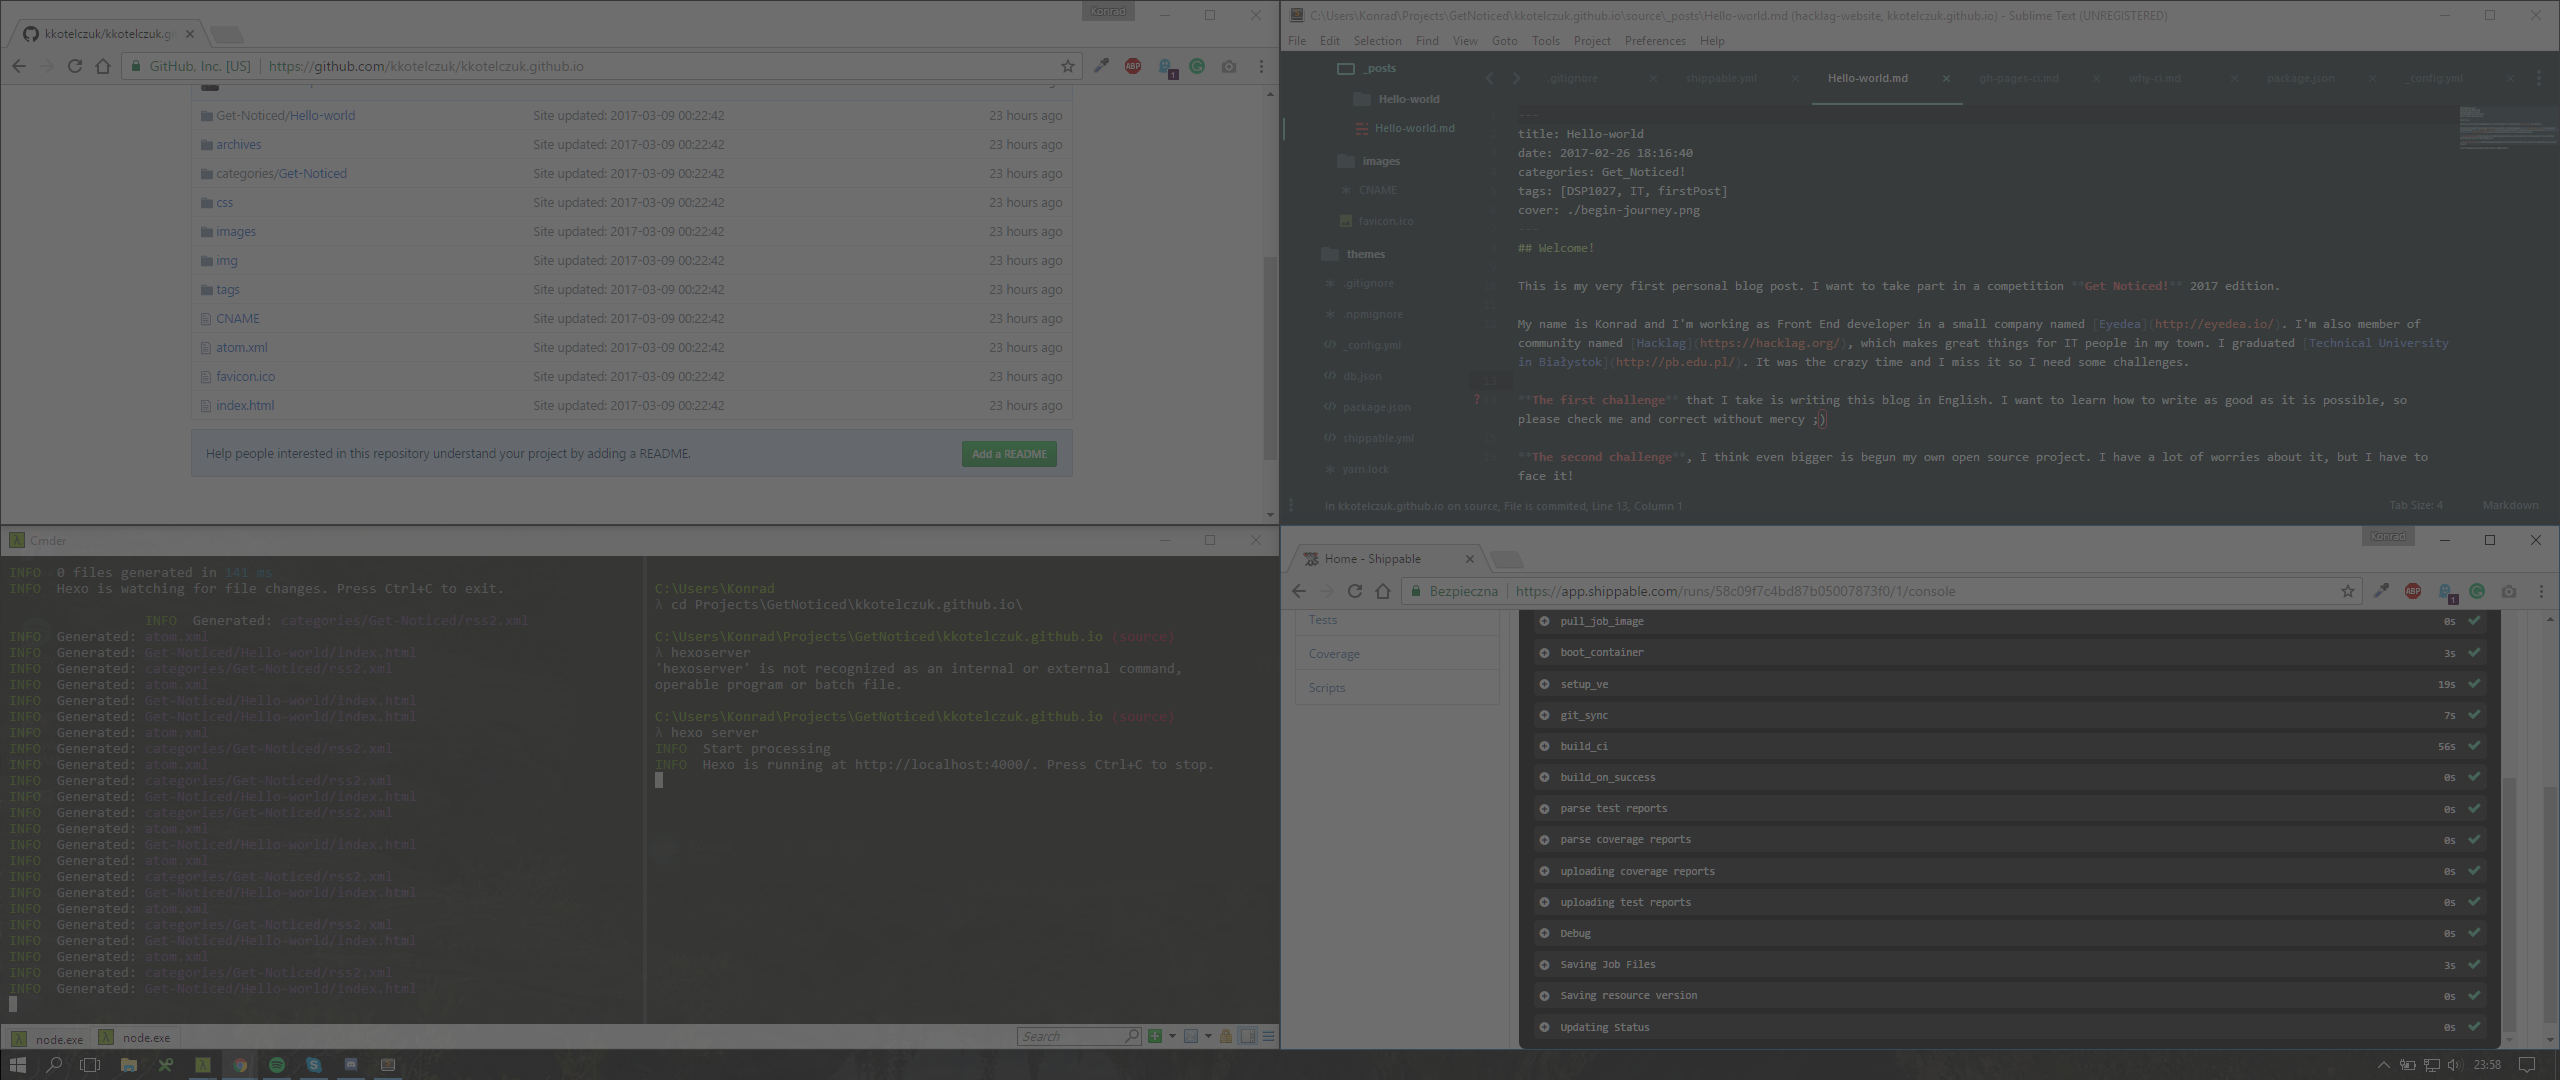 Konrad
kkotelczuk/kkotelczuk.gi
GitHub, Inc. [US] | https://github.com/kkotelczuk/kkotelczuk.github.io
Get-Noticed/Hello-world Site updated: 2017-03-09 00:22:42 23 hours ago
archives Site updated: 2017-03-09 00:22:42 23 hours ago
categories/Get-Noticed Site updated: 2017-03-09 00:22:42 23 hours ago
css Site updated: 2017-03-09 00:22:42 23 hours ago
images Site updated: 2017-03-09 00:22:42 23 hours ago
img Site updated: 2017-03-09 00:22:42 23 hours ago
tags Site updated: 2017-03-09 00:22:42 23 hours ago
CNAME Site updated: 2017-03-09 00:22:42 23 hours ago
atom.xml Site updated: 2017-03-09 00:22:42 23 hours ago
favicon.ico Site updated: 2017-03-09 00:22:42 23 hours ago
index.html Site updated: 2017-03-09 00:22:42 23 hours ago
Help people interested in this repository understand your project by adding a README. Add a README
C:\Users\Konrad\Projects\GetNoticed\kkotelczuk.github.io\source\_posts\Hello-world.md (hacklag-website, kkotelczuk.github.io) - Sublime Text (UNREGISTERED)
File Edit Selection Find View Goto Tools Project Preferences Help
_posts
Hello-world
Hello-world.md
images
CNAME
favicon.ico
themes
.gitignore
.npmignore
_config.yml
db.json
package.json
shippable.yml
yarn.lock
.gitignore shippable.yml Hello-world.md gh-pages-ci.md why-ci.md package.json _config.yml
---
title: Hello-world
date: 2017-02-26 18:16:40
categories: Get_Noticed!
tags: [DSP1027, IT, firstPost]
cover: ./begin-journey.png
---
## Welcome!
This is my very first personal blog post. I want to take part in a competition **Get Noticed!** 2017 edition.
My name is Konrad and I'm working as Front End developer in a small company named [Eyedea](http://eyedea.io/). I'm also member of
community named [Hacklag](https://hacklag.org/), which makes great things for IT people in my town. I graduated [Technical University
in Białystok](http://pb.edu.pl/). It was the crazy time and I miss it so I need some challenges.
13
**The first challenge** that I take is writing this blog in English. I want to learn how to write as good as it is possible, so
please check me and correct without mercy ;)
**The second challenge**, I think even bigger is begun my own open source project. I have a lot of worries about it, but I have to
face it!
In kkotelczuk.github.io on source, File is commited, Line 13, Column 1 Tab Size: 4 Markdown
Cmder
INFO 0 files generated in 141 ms
INFO Hexo is watching for file changes. Press Ctrl+C to exit.
INFO Generated: categories/Get-Noticed/rss2.xml
INFO Generated: atom.xml
INFO Generated: Get-Noticed/Hello-world/index.html
INFO Generated: categories/Get-Noticed/rss2.xml
INFO Generated: atom.xml
INFO Generated: Get-Noticed/Hello-world/index.html
INFO Generated: Get-Noticed/Hello-world/index.html
INFO Generated: atom.xml
INFO Generated: categories/Get-Noticed/rss2.xml
INFO Generated: atom.xml
INFO Generated: categories/Get-Noticed/rss2.xml
INFO Generated: Get-Noticed/Hello-world/index.html
INFO Generated: categories/Get-Noticed/rss2.xml
INFO Generated: atom.xml
INFO Generated: Get-Noticed/Hello-world/index.html
INFO Generated: atom.xml
INFO Generated: categories/Get-Noticed/rss2.xml
INFO Generated: Get-Noticed/Hello-world/index.html
INFO Generated: atom.xml
INFO Generated: categories/Get-Noticed/rss2.xml
INFO Generated: Get-Noticed/Hello-world/index.html
INFO Generated: atom.xml
INFO Generated: categories/Get-Noticed/rss2.xml
INFO Generated: Get-Noticed/Hello-world/index.html
C:\Users\Konrad
λ cd Projects\GetNoticed\kkotelczuk.github.io\
C:\Users\Konrad\Projects\GetNoticed\kkotelczuk.github.io (source)
λ hexoserver
'hexoserver' is not recognized as an internal or external command,
operable program or batch file.
C:\Users\Konrad\Projects\GetNoticed\kkotelczuk.github.io (source)
λ hexo server
INFO Start processing
INFO Hexo is running at http://localhost:4000/. Press Ctrl+C to stop.
node.exe node.exe Search
Konrad
Home - Shippable
Bezpieczna | https://app.shippable.com/runs/58c09f7c4bd87b05007873f0/1/console
Tests
Coverage
Scripts
pull_job_image 0s
boot_container 3s
setup_ve 19s
git_sync 7s
build_ci 56s
build_on_success 0s
parse test reports 0s
parse coverage reports 0s
uploading coverage reports 0s
uploading test reports 0s
Debug 0s
Saving Job Files 3s
Saving resource version 0s
Updating Status 0s
23:58